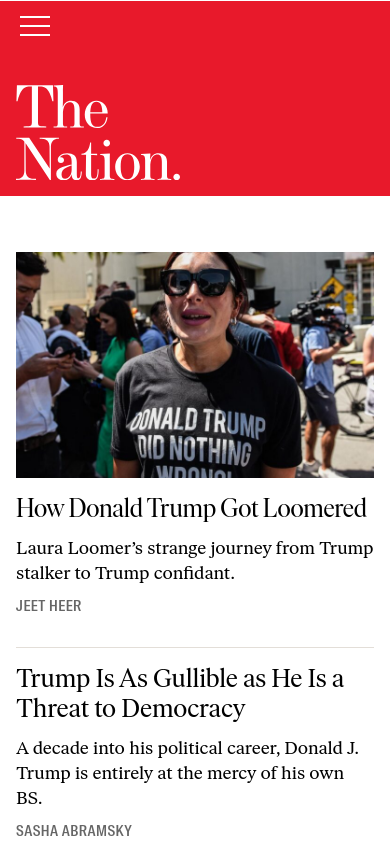 The
Nation.
DONALD TRUMP
DID NOTHING
WRONG!
How Donald Trump Got Loomered
Laura Loomer’s strange journey from Trump
stalker to Trump confidant.
JEET HEER
Trump Is As Gullible as He Is a
Threat to Democracy
A decade into his political career, Donald J.
Trump is entirely at the mercy of his own
BS.
SASHA ABRAMSKY